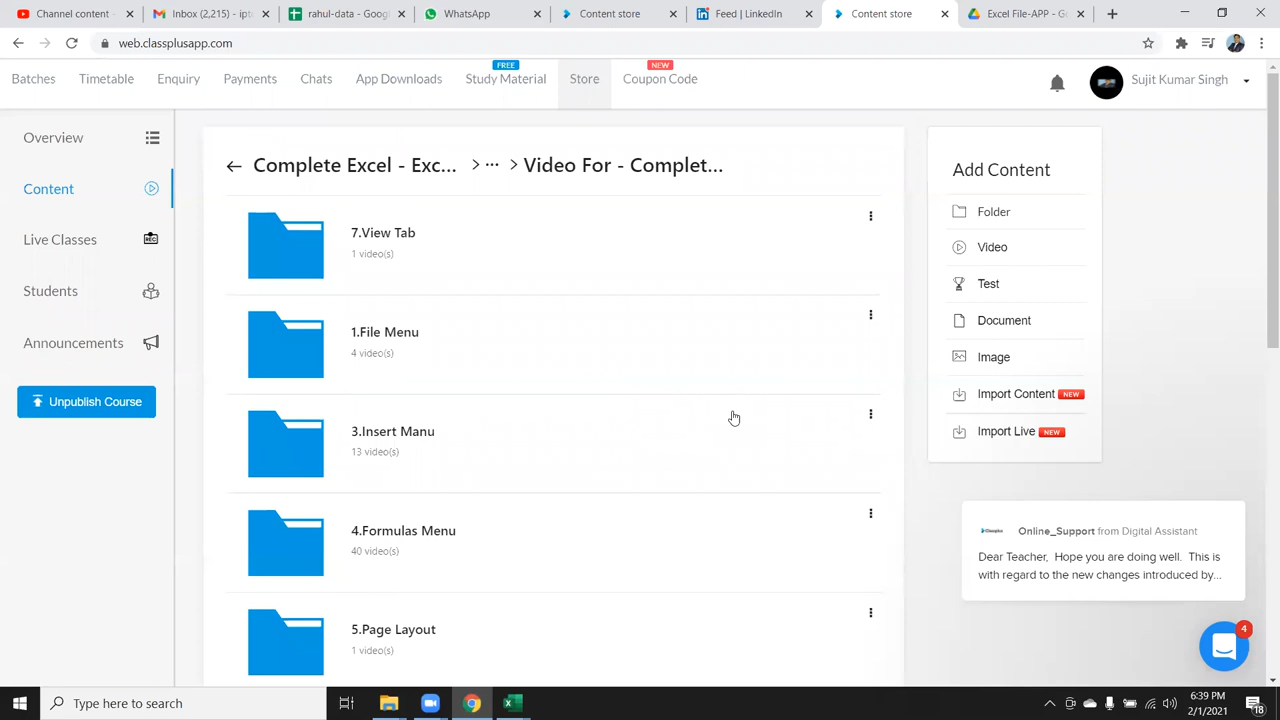 Channel content - Y
Inbox (2,215) - ipt
rahul-data - Googl
WhatsApp
Content store
Feed | LinkedIn
Content store
Excel File-APP - Go
web.classplusapp.com
Batches
Timetable
Enquiry
Payments
Chats
App Downloads
FREE
Study Material
Store
NEW
Coupon Code
Sujit Kumar Singh
Overview
Content
Live Classes
REC
Students
Announcements
Unpublish Course
Complete Excel - Exc... > ... > Video For - Complet...
7.View Tab
1 video(s)
1.File Menu
4 video(s)
3.Insert Manu
13 video(s)
4.Formulas Menu
40 video(s)
5.Page Layout
1 video(s)
Add Content
Folder
Video
Test
Document
Image
Import Content NEW
Import Live NEW
Online_Support from Digital Assistant
Dear Teacher, Hope you are doing well. This is
with regard to the new changes introduced by...
4
Type here to search
6:39 PM
2/1/2021
18